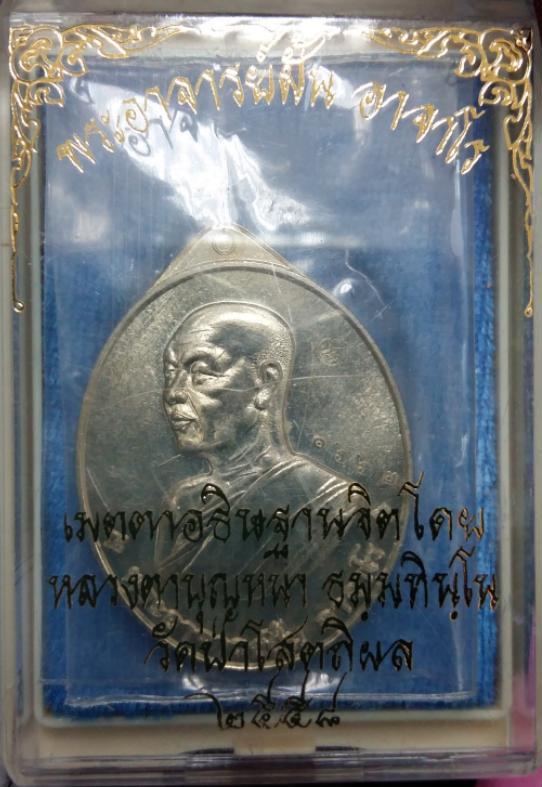 พระอาจารย์ฝั้น อาจาโร
เมตตาอธิษฐานจิตโดย
หลวงตาบุญหนา ธมฺมทินฺโน
วัดป่าโสตถิผล
๒๕๕๘